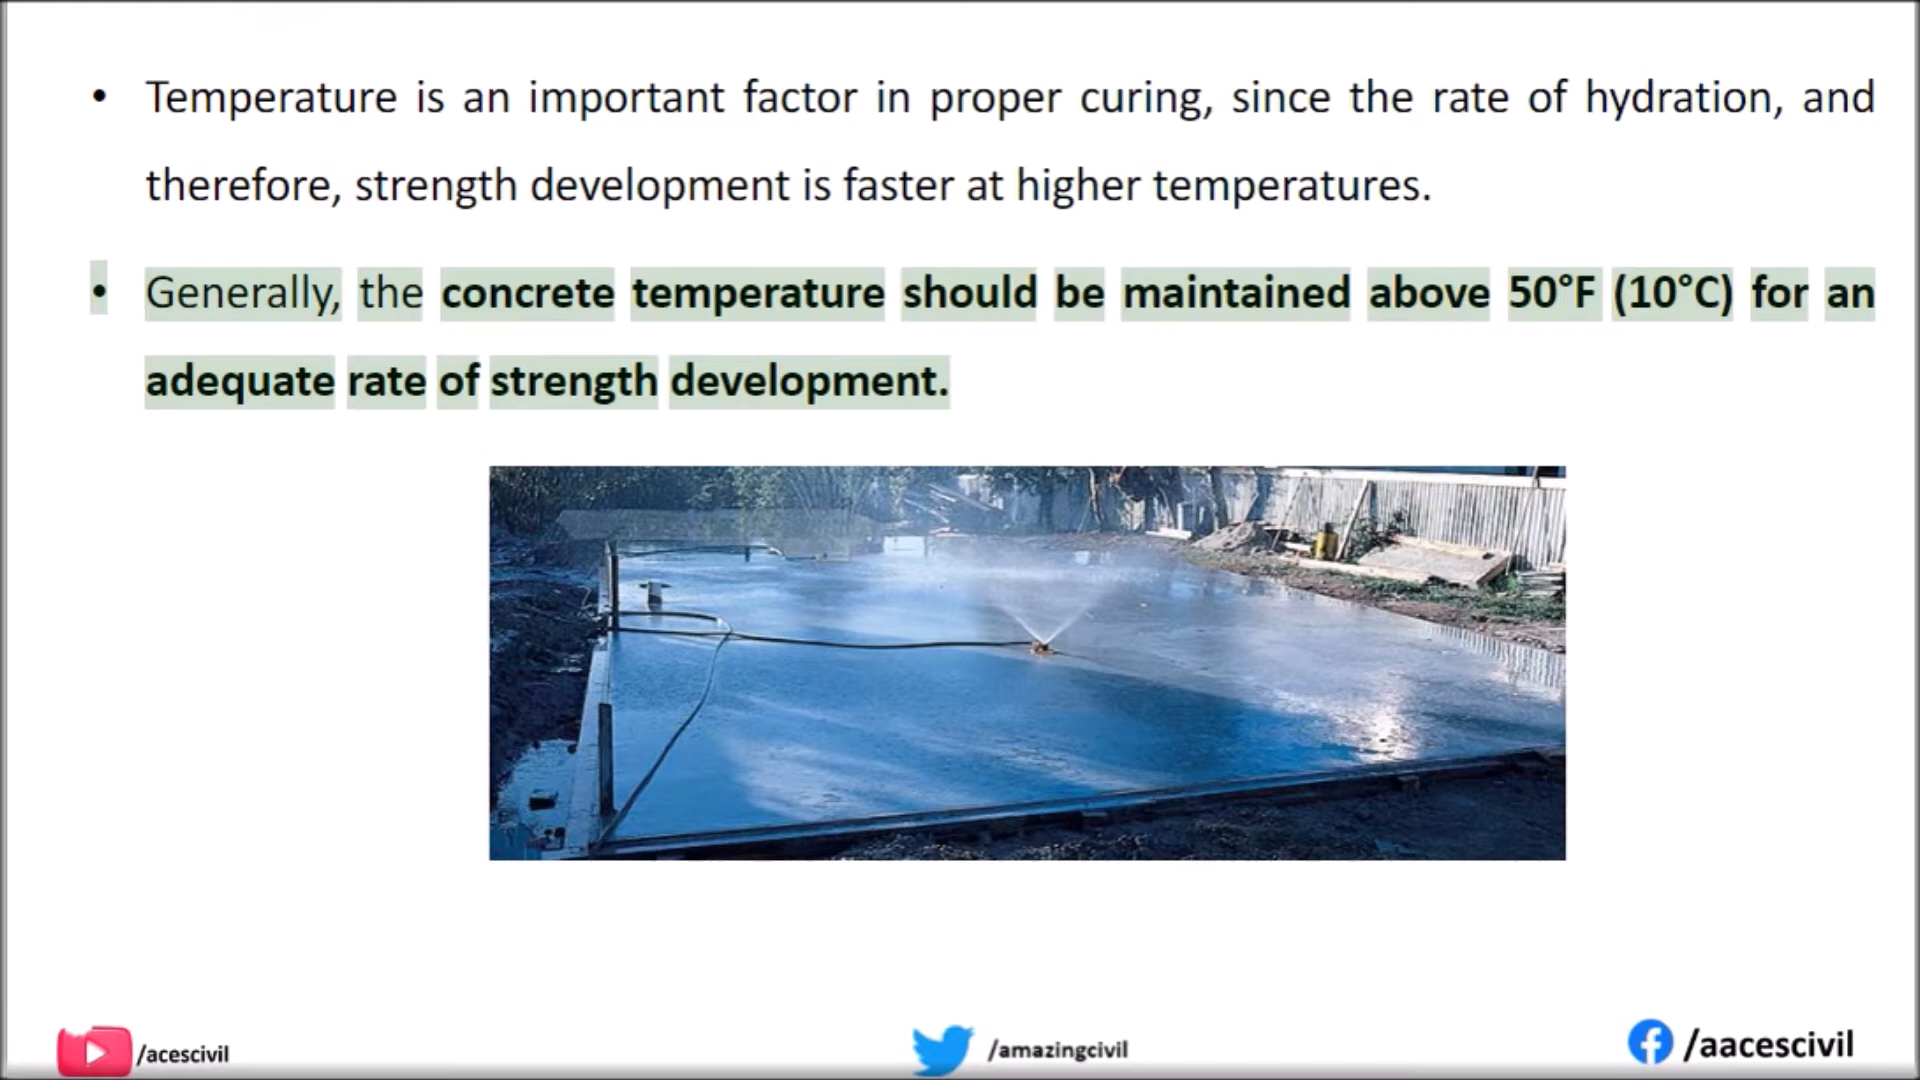 • Temperature is an important factor in proper curing, since the rate of hydration, and
therefore, strength development is faster at higher temperatures.
• Generally, the concrete temperature should be maintained above 50°F (10°C) for an
adequate rate of strength development.
/acescivil
/amazingcivil
/aacescivil